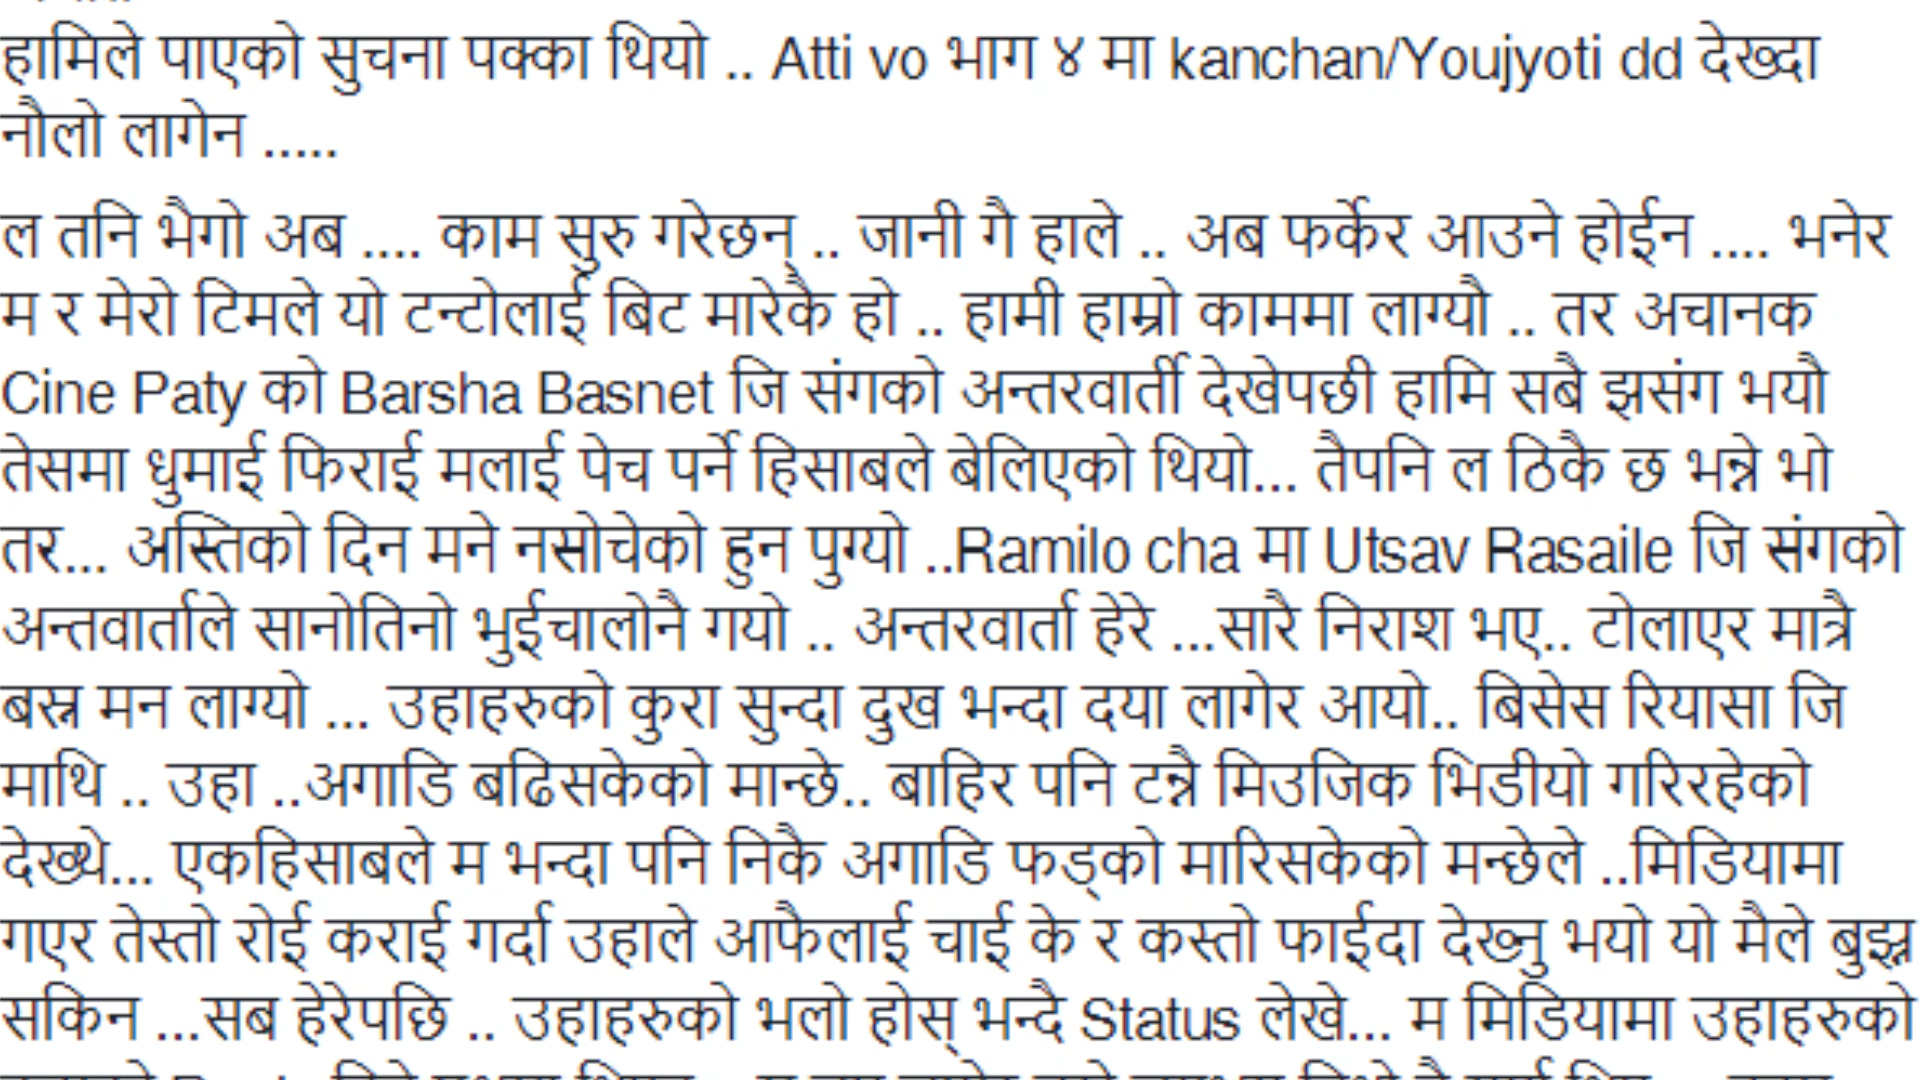 हामिले पाएको सुचना पक्का थियो .. Atti vo भाग ४ मा kanchan/Youjyoti dd देख्दा
नौलो लागेन .....
ल तनि भैगो अब .... काम सुरु गरेछन् .. जानी गै हाले .. अब फर्केर आउने होईन .... भनेर
म र मेरो टिमले यो टन्टोलाई बिट मारेकै हो .. हामी हाम्रो काममा लाग्यौ .. तर अचानक
Cine Paty को Barsha Basnet जि संगको अन्तरवार्ती देखेपछी हामि सबै झसंग भयौ
तेसमा धुमाई फिराई मलाई पेच पर्ने हिसाबले बेलिएको थियो... तैपनि ल ठिकै छ भन्ने भो
तर... अस्तिको दिन मने नसोचेको हुन पुग्यो ..Ramilo cha मा Utsav Rasaile जि संगको
अन्तवार्ताले सानोतिनो भुईचालोनै गयो .. अन्तरवार्ता हेरे ...सारै निराश भए.. टोलाएर मात्रै
बस्न मन लाग्यो ... उहाहरुको कुरा सुन्दा दुख भन्दा दया लागेर आयो.. बिसेस रियासा जि
माथि .. उहा ..अगाडि बढिसकेको मान्छे.. बाहिर पनि टन्नै मिउजिक भिडीयो गरिरहेको
देख्थे... एकहिसाबले म भन्दा पनि निकै अगाडि फड्को मारिसकेको मन्छेले ..मिडियामा
गएर तेस्तो रोई कराई गर्दा उहाले आफैलाई चाई के र कस्तो फाईदा देख्नु भयो यो मैले बुझ्न
सकिन ...सब हेरेपछि .. उहाहरुको भलो होस् भन्दै Status लेखे... म मिडियामा उहाहरुको